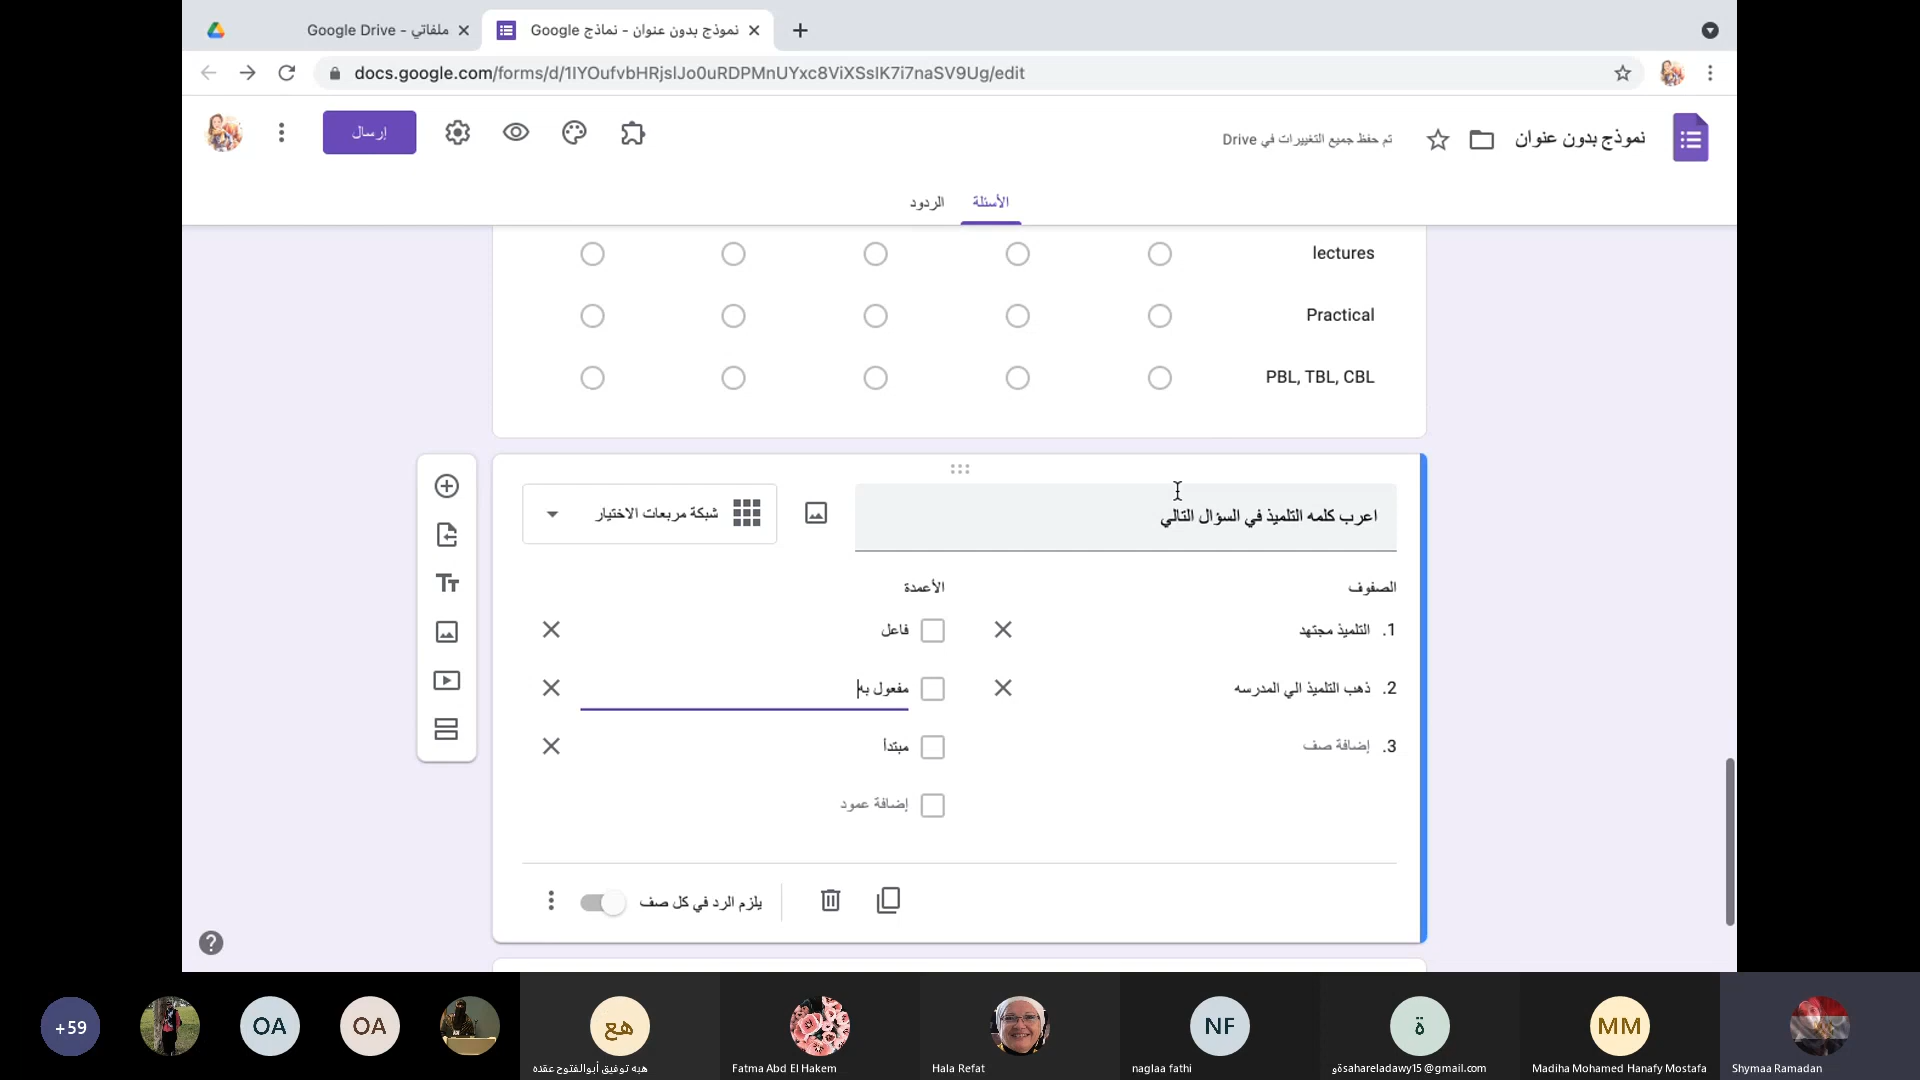 ملفاتي - Google Drive
نموذج بدون عنوان - نماذج Google
docs.google.com/forms/d/1IYOufvbHRjslJo0uRDPMnUYxc8ViXSsIK7i7naSV9Ug/edit
نموذج بدون عنوان
تم حفظ جميع التغييرات في Drive
إرسال
الأسئلة
الردود
lectures
Practical
PBL, TBL, CBL
اعرب كلمه التلميذ في السؤال التالي
شبكة مربعات الاختيار
الصفوف
الأعمدة
1. التلميذ مجتهد
فاعل
2. ذهب التلميذ الي المدرسه
مفعول به
3. إضافة صف
مبتدأ
إضافة عمود
يلزم الرد في كل صف
+59
OA
OA
هع
NF
ة
MM
هبه توفيق أبوالفتوح عقده
Fatma Abd El Hakem
Hala Refat
naglaa fathi
ةوsahareladawy15@gmail.com
Madiha Mohamed Hanafy Mostafa
Shymaa Ramadan